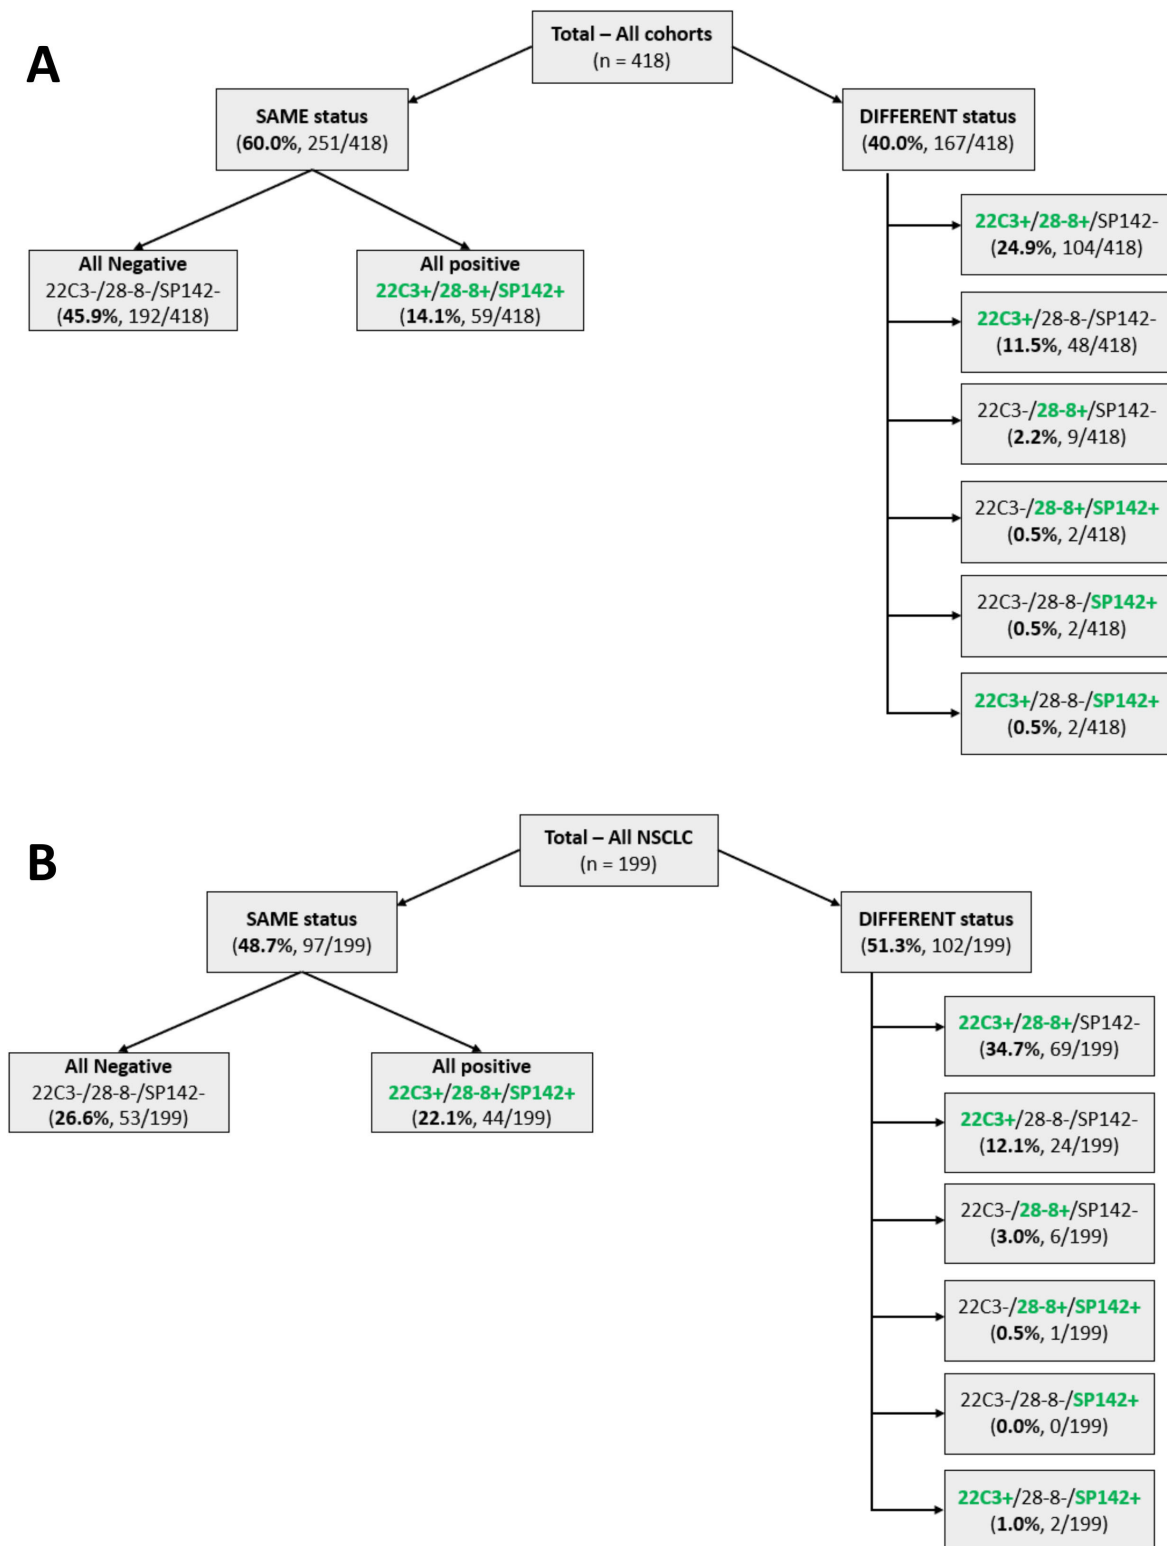 A
Total – All cohorts
(n = 418)
SAME status
(60.0%, 251/418)
DIFFERENT status
(40.0%, 167/418)
All Negative
22C3-/28-8-/SP142-
(45.9%, 192/418)
All positive
22C3+/28-8+/SP142+
(14.1%, 59/418)
22C3+/28-8+/SP142-
(24.9%, 104/418)
22C3+/28-8-/SP142-
(11.5%, 48/418)
22C3-/28-8+/SP142-
(2.2%, 9/418)
22C3-/28-8+/SP142+
(0.5%, 2/418)
22C3-/28-8-/SP142+
(0.5%, 2/418)
22C3+/28-8-/SP142+
(0.5%, 2/418)
B
Total – All NSCLC
(n = 199)
SAME status
(48.7%, 97/199)
DIFFERENT status
(51.3%, 102/199)
All Negative
22C3-/28-8-/SP142-
(26.6%, 53/199)
All positive
22C3+/28-8+/SP142+
(22.1%, 44/199)
22C3+/28-8+/SP142-
(34.7%, 69/199)
22C3+/28-8-/SP142-
(12.1%, 24/199)
22C3-/28-8+/SP142-
(3.0%, 6/199)
22C3-/28-8+/SP142+
(0.5%, 1/199)
22C3-/28-8-/SP142+
(0.0%, 0/199)
22C3+/28-8-/SP142+
(1.0%, 2/199)